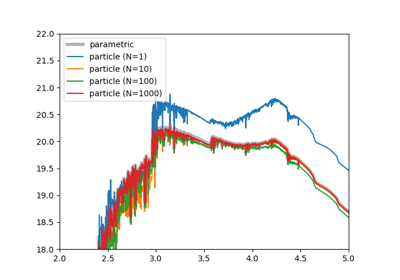 22.0
21.5
21.0
20.5
20.0
19.5
19.0
18.5
18.0
parametric
particle (N=1)
particle (N=10)
particle (N=100)
particle (N=1000)
2.0 2.5 3.0 3.5 4.0 4.5 5.0